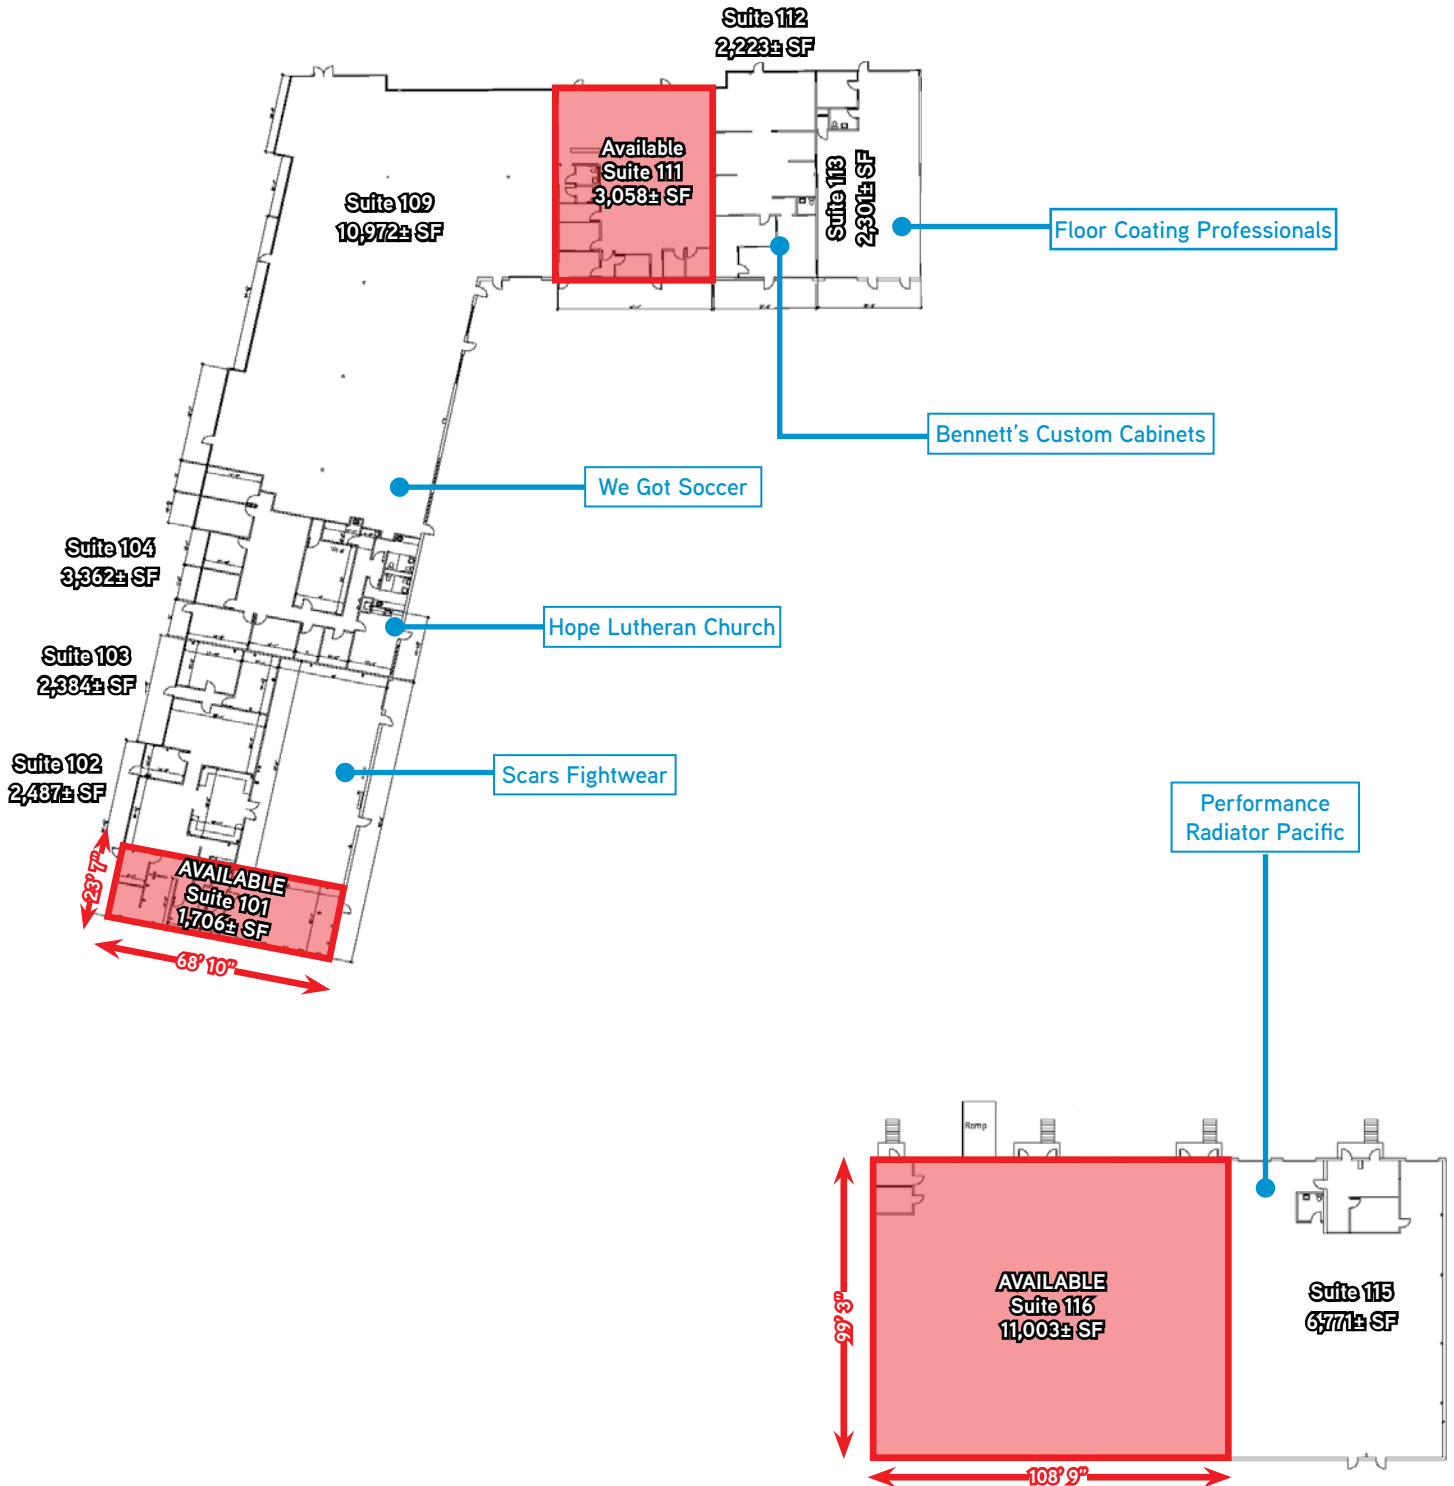 Suite 112
2,223± SF
Available
Suite 111
3,058± SF
Suite 113
2,301± SF
Suite 109
10,972± SF
Floor Coating Professionals
Bennett’s Custom Cabinets
We Got Soccer
Suite 104
3,362± SF
Hope Lutheran Church
Suite 103
2,384± SF
Suite 102
2,487± SF
Scars Fightwear
Performance
Radiator Pacific
23’ 7”
AVAILABLE
Suite 101
1,706± SF
68’ 10”
Ramp
99’ 3”
AVAILABLE
Suite 116
11,003± SF
Suite 115
6,771± SF
108’ 9”